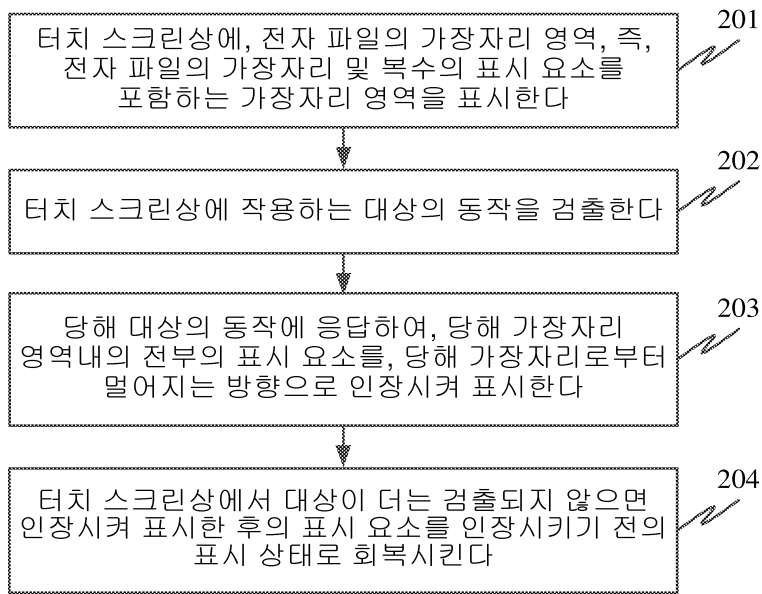 201
터치 스크린상에, 전자 파일의 가장자리 영역, 즉,
전자 파일의 가장자리 및 복수의 표시 요소를
포함하는 가장자리 영역을 표시한다
202
터치 스크린상에 작용하는 대상의 동작을 검출한다
203
당해 대상의 동작에 응답하여, 당해 가장자리
영역내의 전부의 표시 요소를, 당해 가장자리로부터
멀어지는 방향으로 인장시켜 표시한다
204
터치 스크린상에서 대상이 더는 검출되지 않으면
인장시켜 표시한 후의 표시 요소를 인장시키기 전의
표시 상태로 회복시킨다